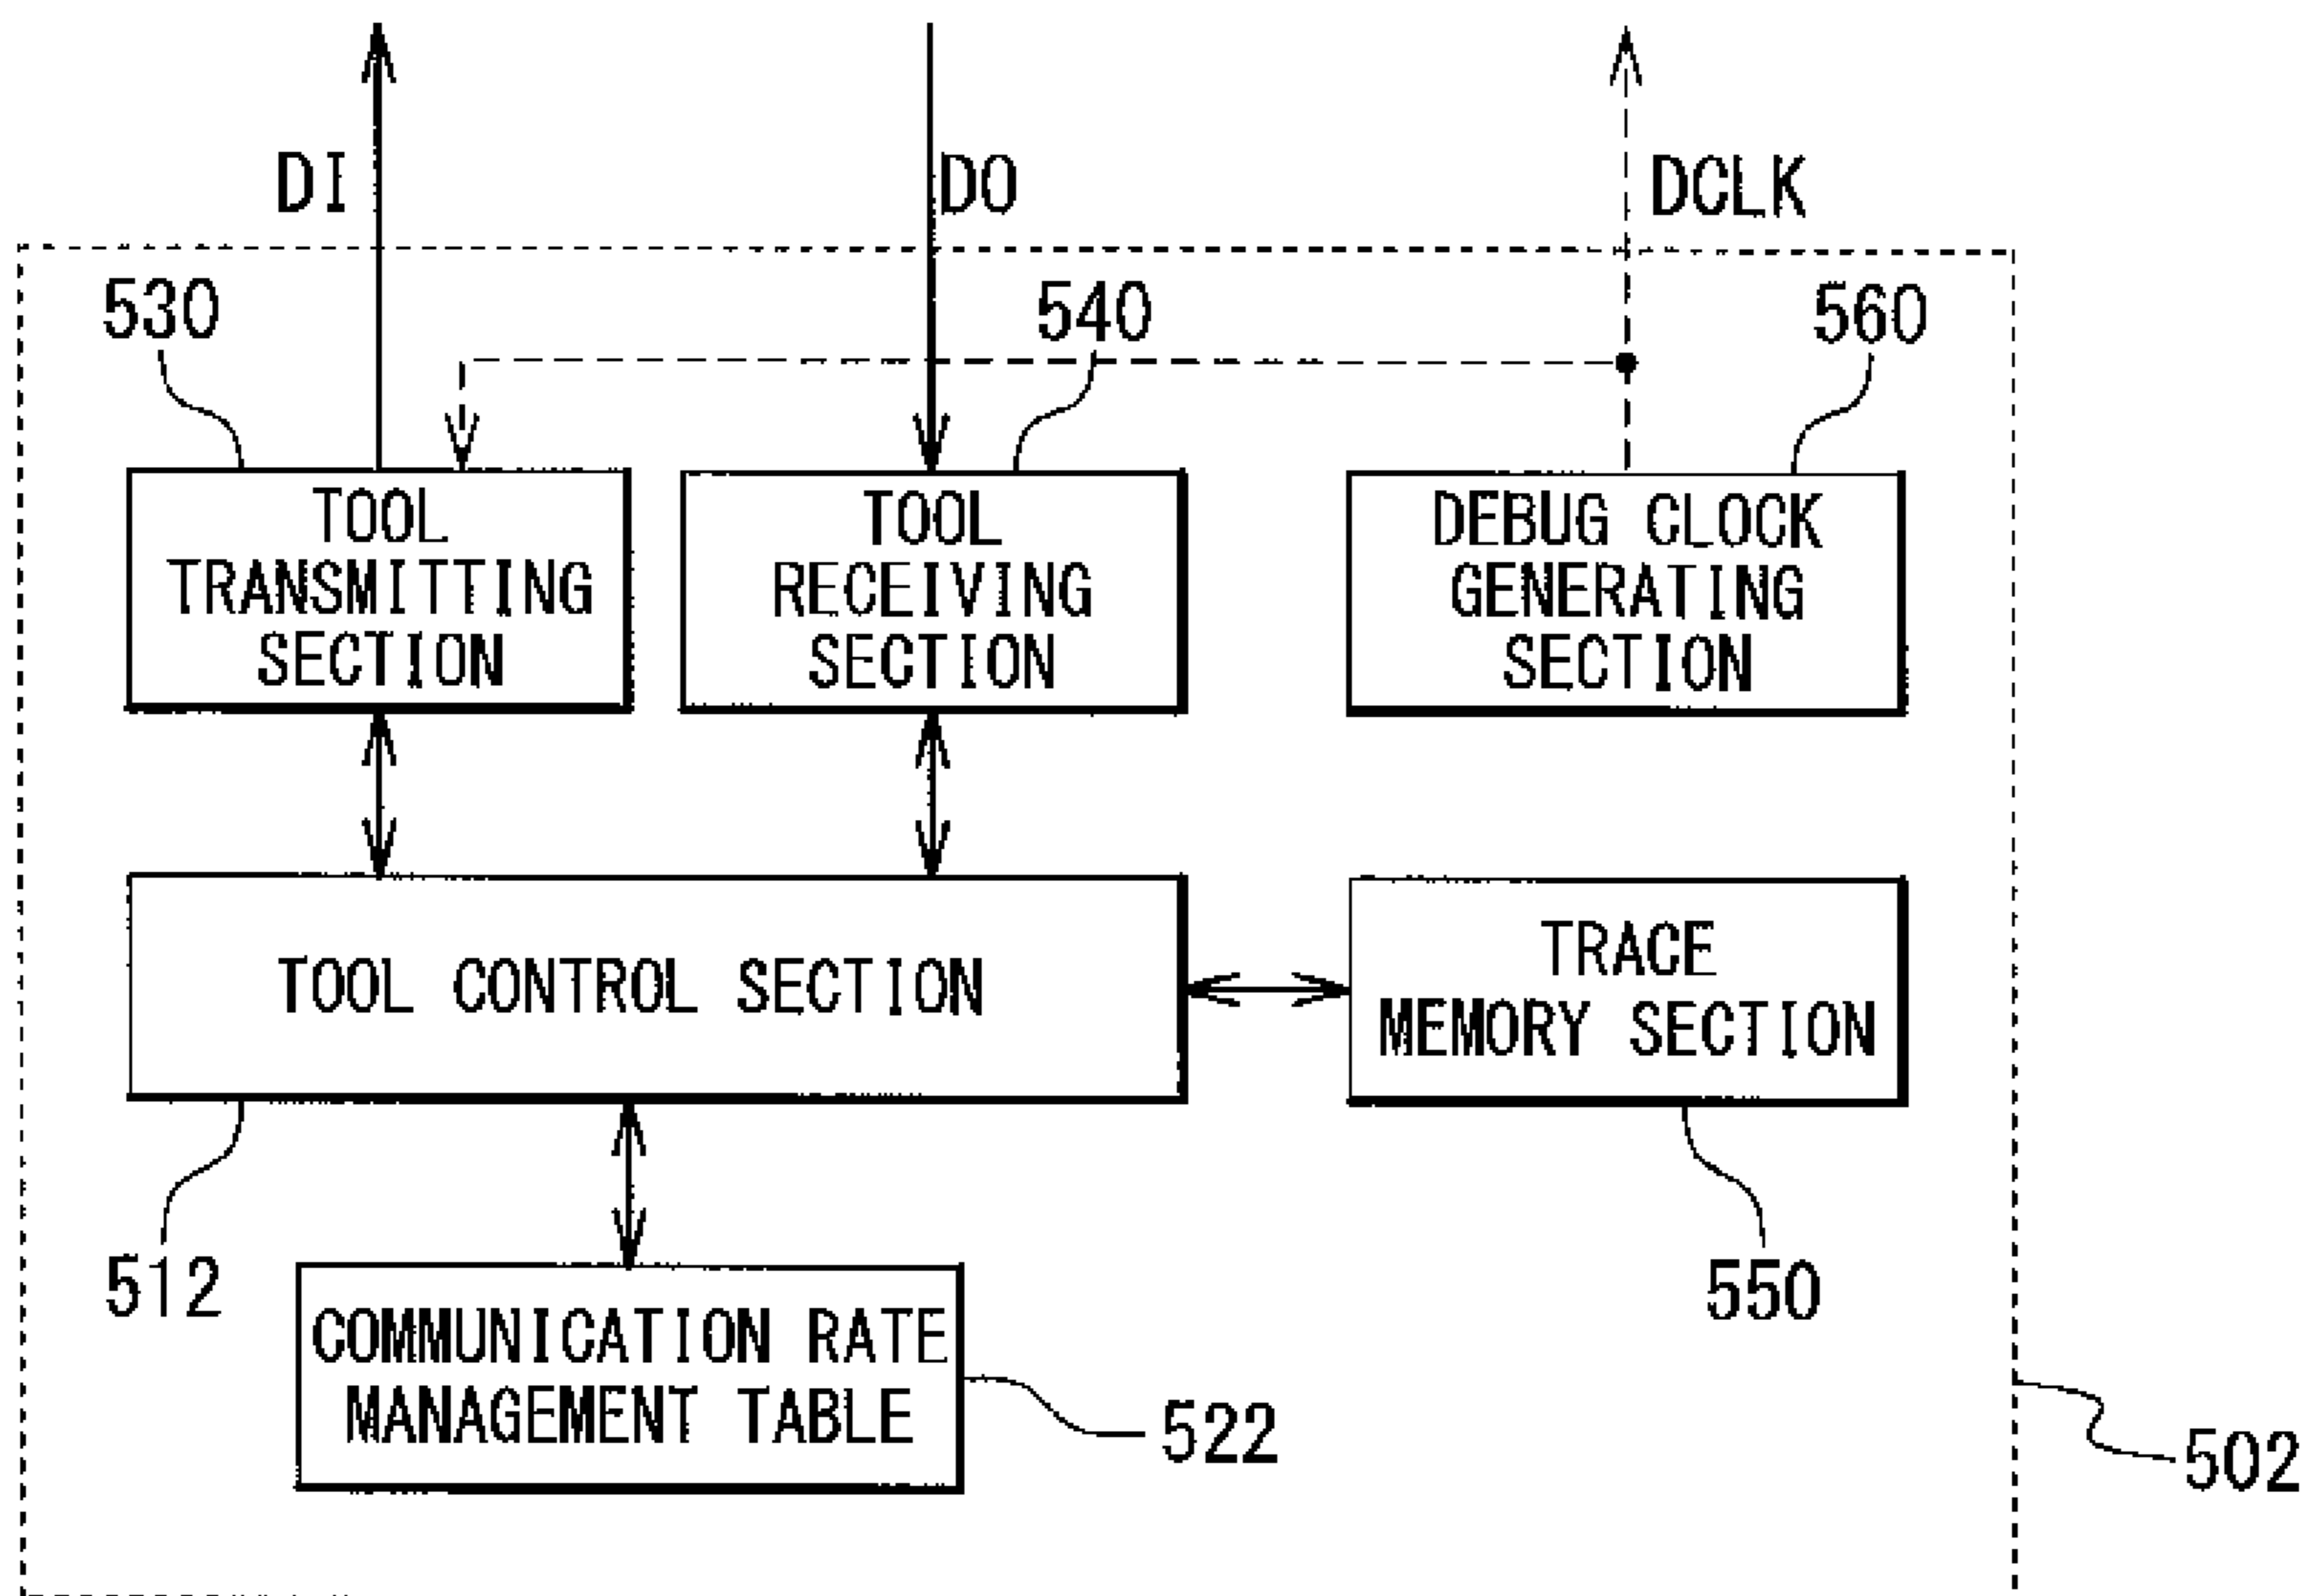 DI
DO
DCLK
530
540
560
TOOL
TRANSMITTING
SECTION
TOOL
RECEIVING
SECTION
DEBUG CLOCK
GENERATING
SECTION
TOOL CONTROL SECTION
TRACE
MEMORY SECTION
512
550
COMMUNICATION RATE
MANAGEMENT TABLE
522
502